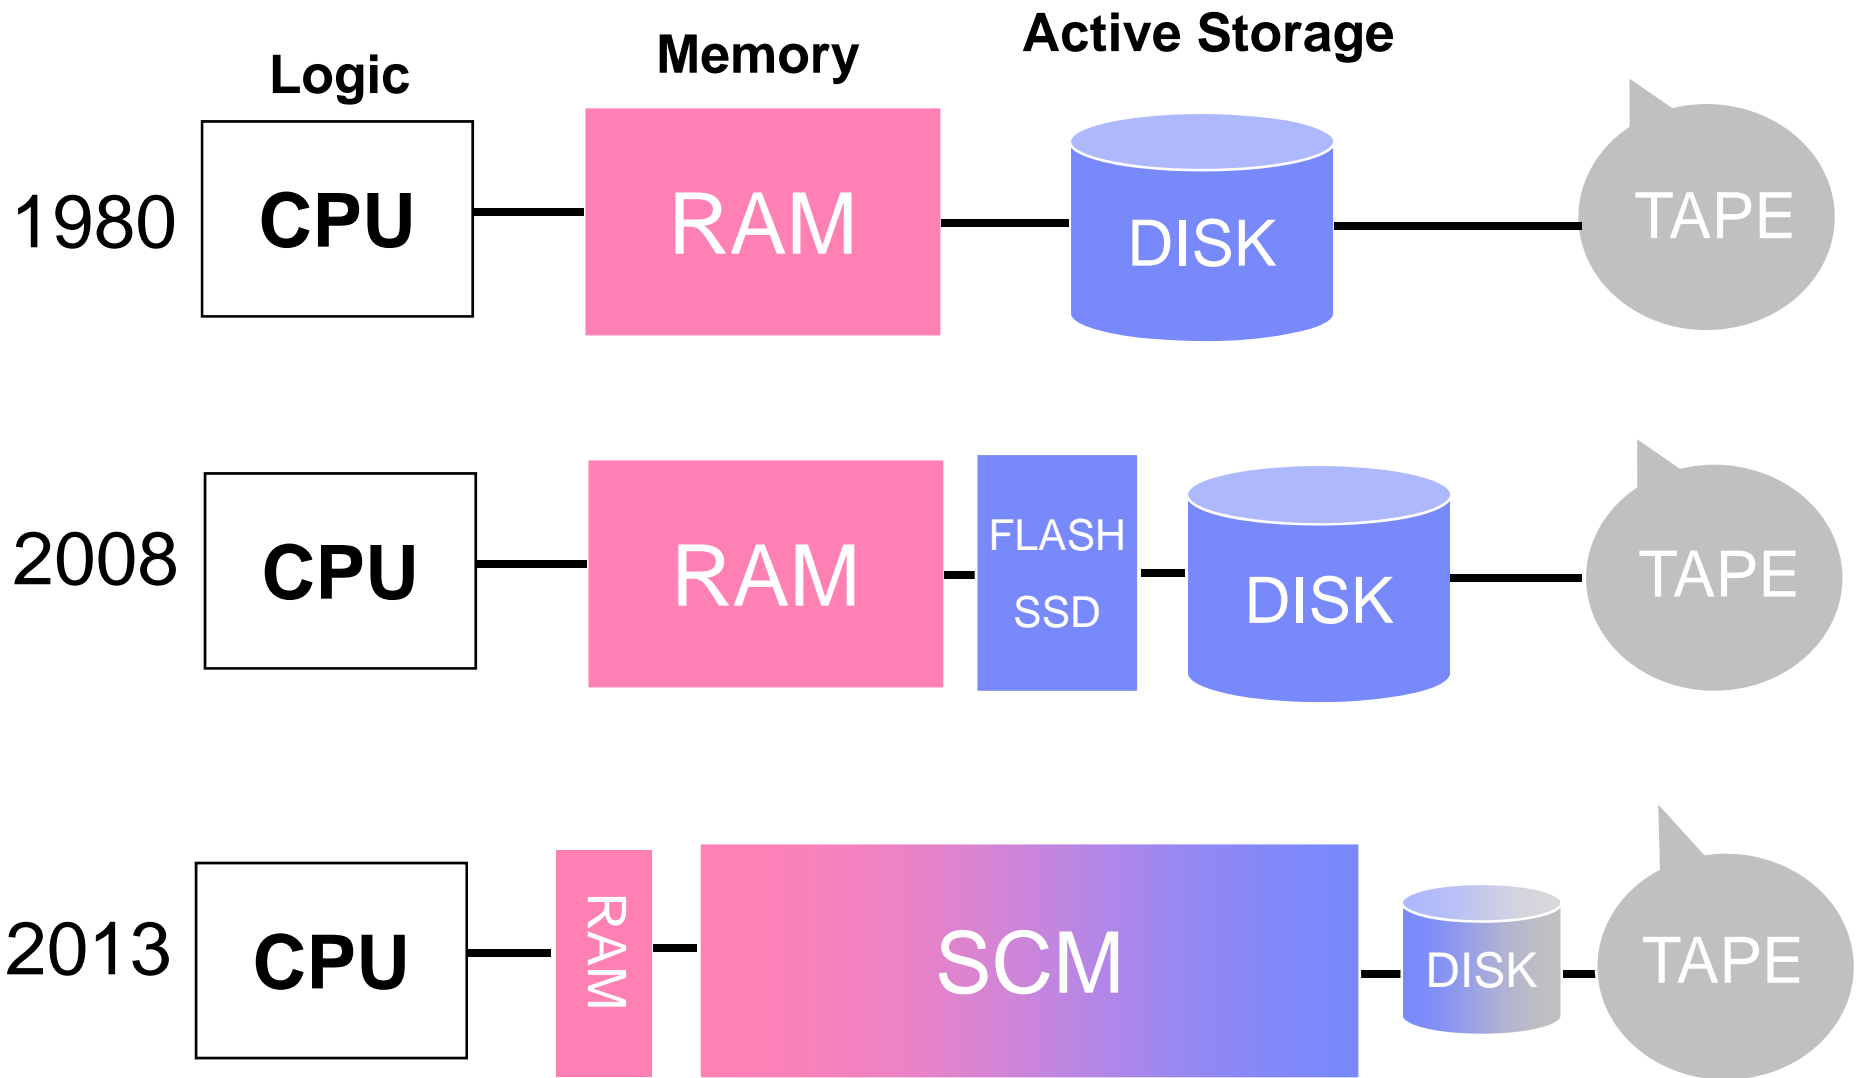 Logic
Memory
Active Storage
1980
CPU
RAM
DISK
TAPE
2008
CPU
RAM
FLASH
SSD
DISK
TAPE
2013
CPU
RAM
SCM
DISK
TAPE